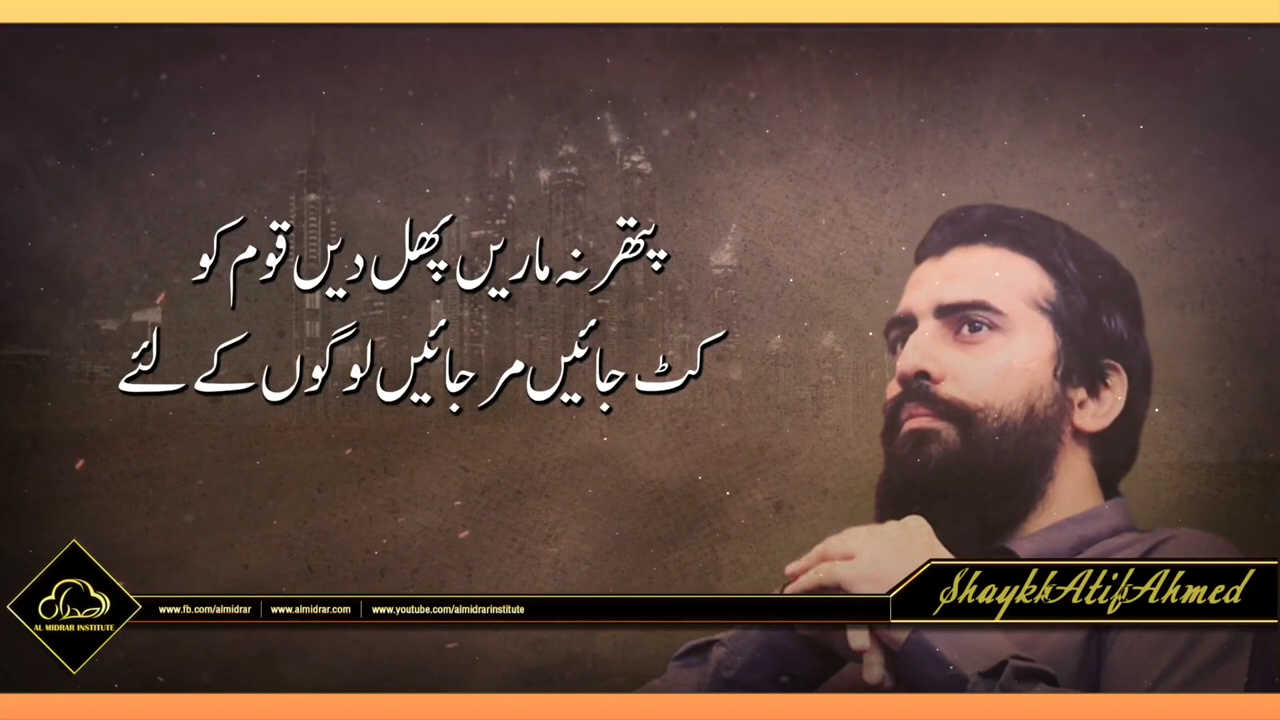 پتھر نہ ماریں پھل دیں قوم کو
کٹ جائیں مر جائیں لوگوں کے لئے
ShaykhAtifAhmed
www.fb.com/almidrar
www.almidrar.com
www.youtube.com/almidrarinstitute
AL MIDRAR INSTITUTE